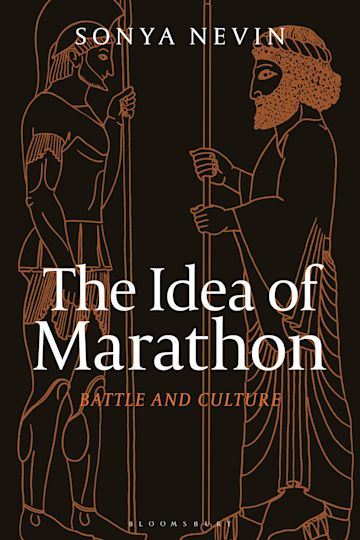 SONYA NEVIN
The Idea of
Marathon
BATTLE AND CULTURE
BLOOMSBURY